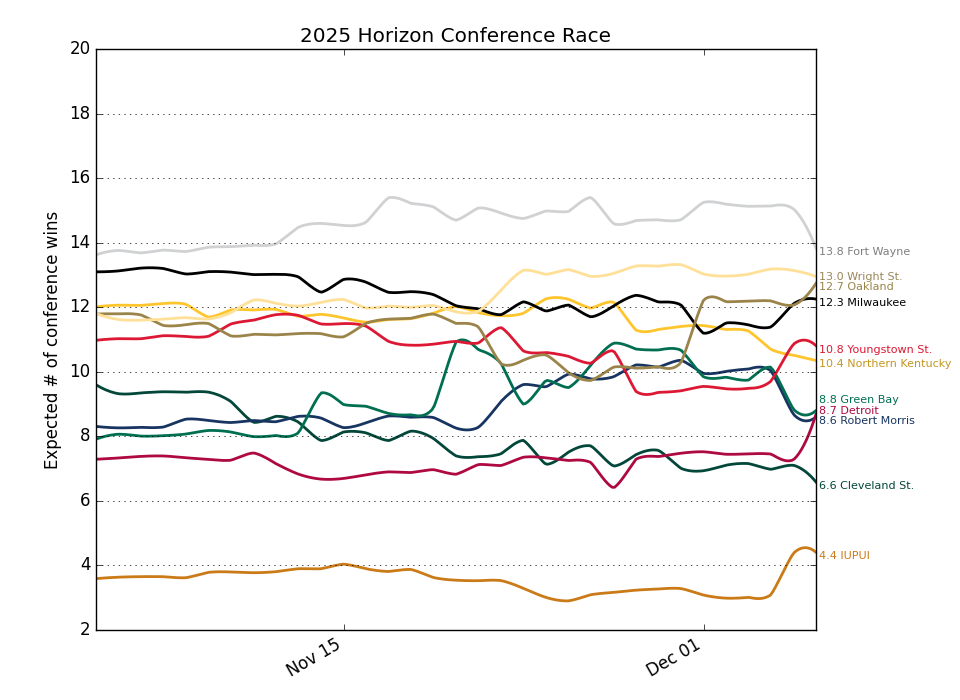 2025 Horizon Conference Race
Expected # of conference wins
20
18
16
14
12
10
8
6
4
2
Nov 15
Dec 01
13.8 Fort Wayne
13.0 Wright St.
12.7 Oakland
12.3 Milwaukee
10.8 Youngstown St.
10.4 Northern Kentucky
8.8 Green Bay
8.7 Detroit
8.6 Robert Morris
6.6 Cleveland St.
4.4 IUPUI